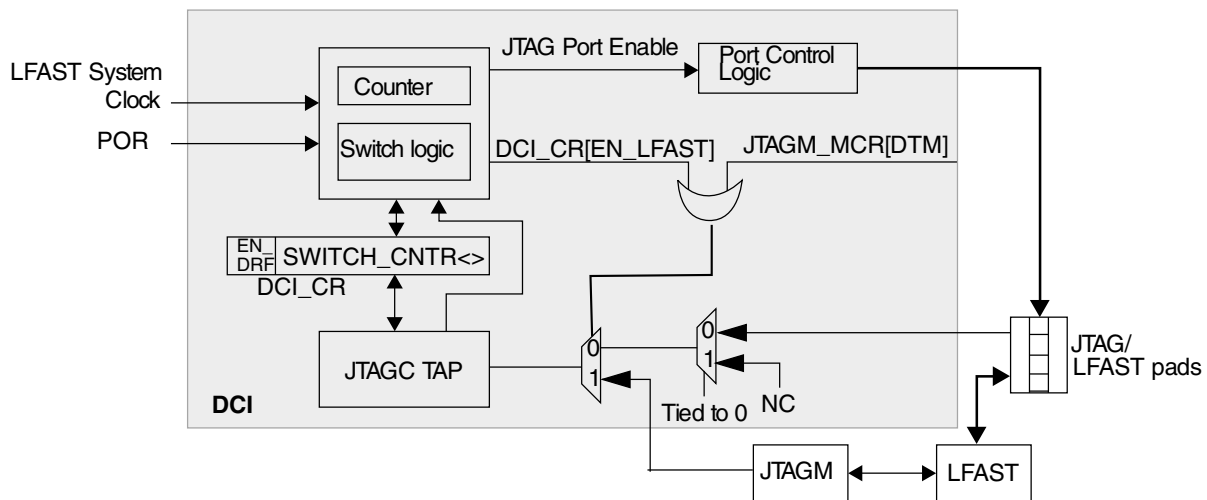 LFAST System
Clock
POR
Counter
Switch logic
JTAG Port Enable
Port Control
Logic
DCI_CR[EN_LFAST]
JTAGM_MCR[DTM]
EN_
DRF
SWITCH_CNTR<>
DCI_CR
JTAGC TAP
DCI
0
1
0
1
Tied to 0
NC
JTAG/
LFAST pads
JTAGM
LFAST